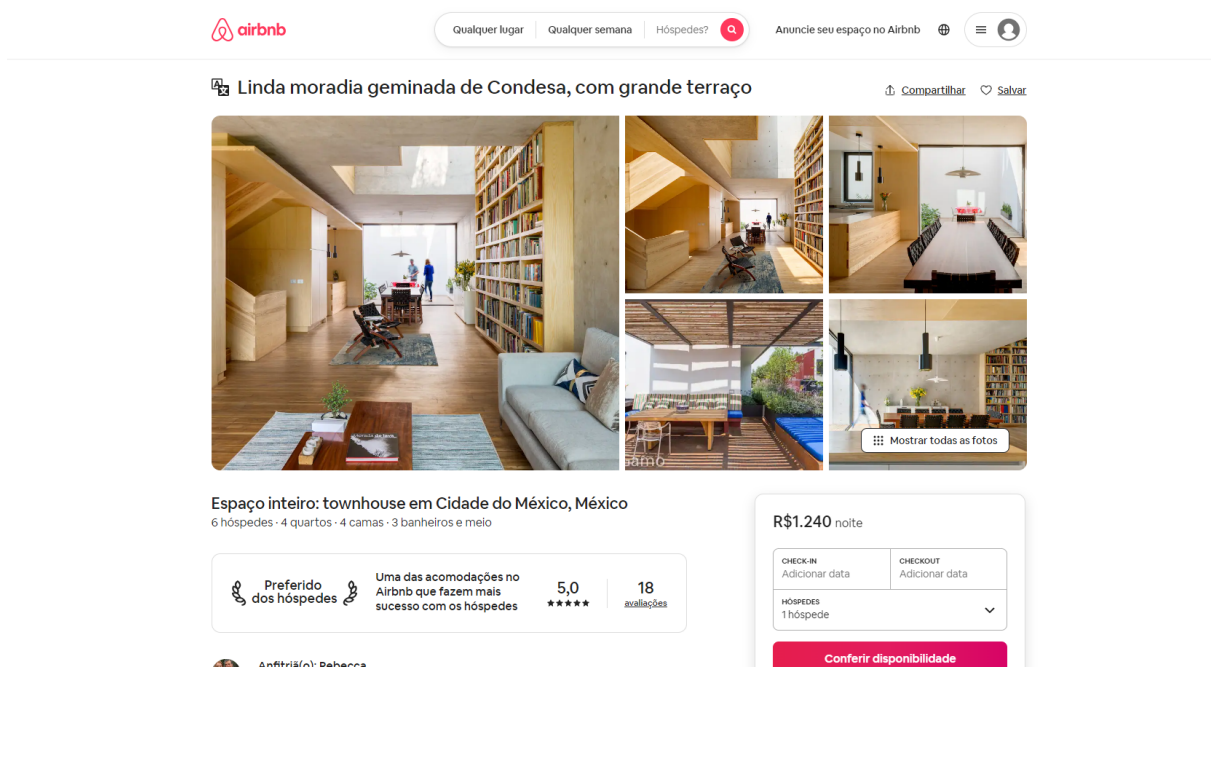 airbnb
Qualquer lugar
Qualquer semana
Hóspedes?
Anuncie seu espaço no Airbnb
Linda moradia geminada de Condesa, com grande terraço
Compartilhar
Salvar
Mostrar todas as fotos
Espaço inteiro: townhouse em Cidade do México, México
6 hóspedes · 4 quartos · 4 camas · 3 banheiros e meio
Preferido
dos hóspedes
Uma das acomodações no
Airbnb que fazem mais
sucesso com os hóspedes
5,0
18
avaliações
Anfitriã(o): Rebecca
R$1.240 noite
CHECK-IN
Adicionar data
CHECKOUT
Adicionar data
HÓSPEDES
1 hóspede
Conferir disponibilidade